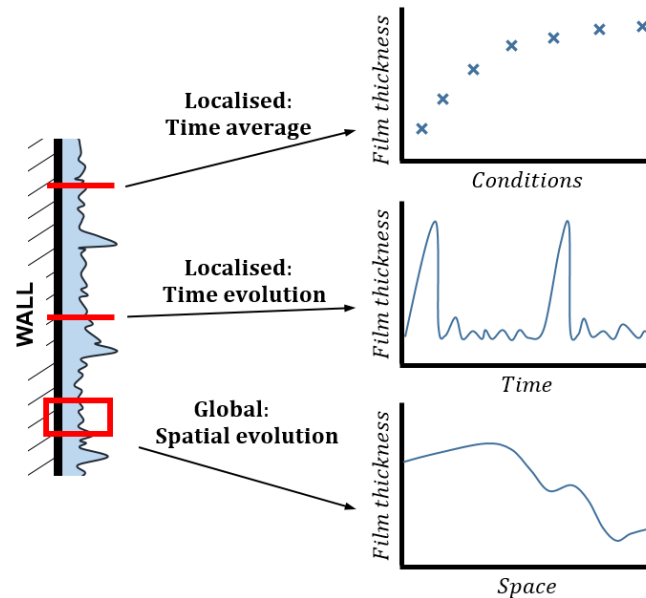 WALL
Localised:
Time average
Film thickness
Conditions
Localised:
Time evolution
Film thickness
Time
Global:
Spatial evolution
Film thickness
Space